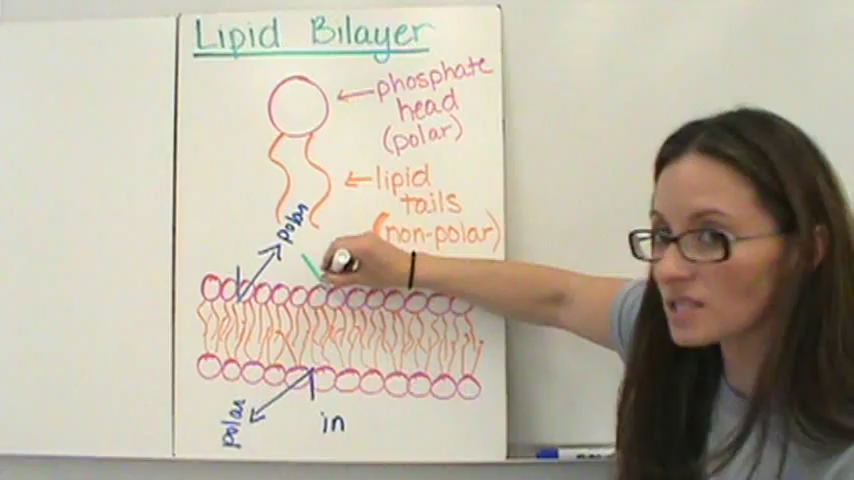 Lipid Bilayer
phosphate
head
(polar)
lipid
tails
(non-polar)
polar
polar
in